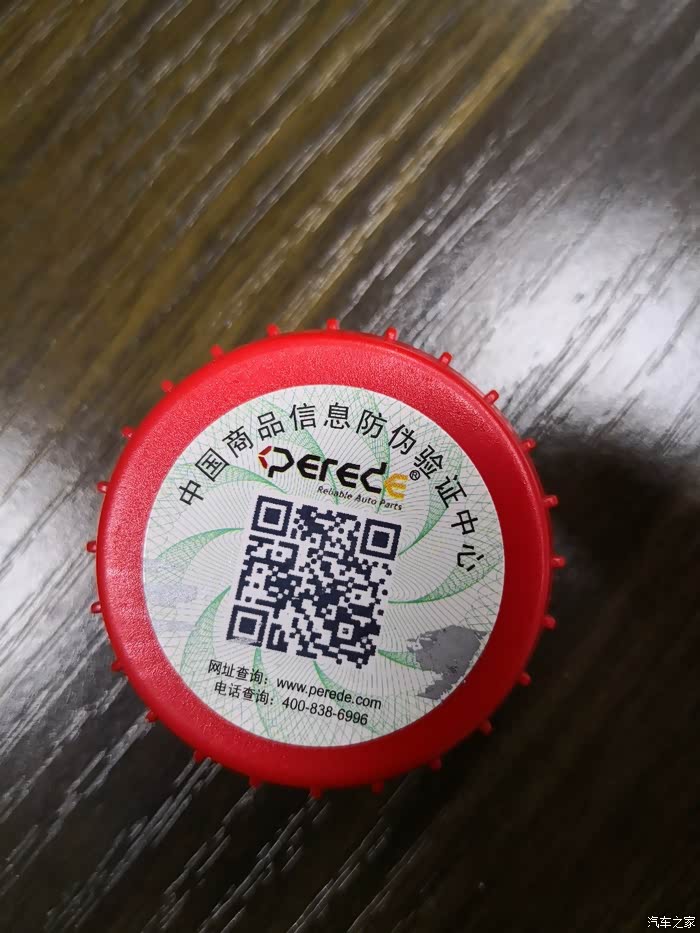 中国商品信息防伪验证中心
perede®
Reliable Auto Parts
网址查询：www.perede.com
电话查询：400-838-6996
汽车之家